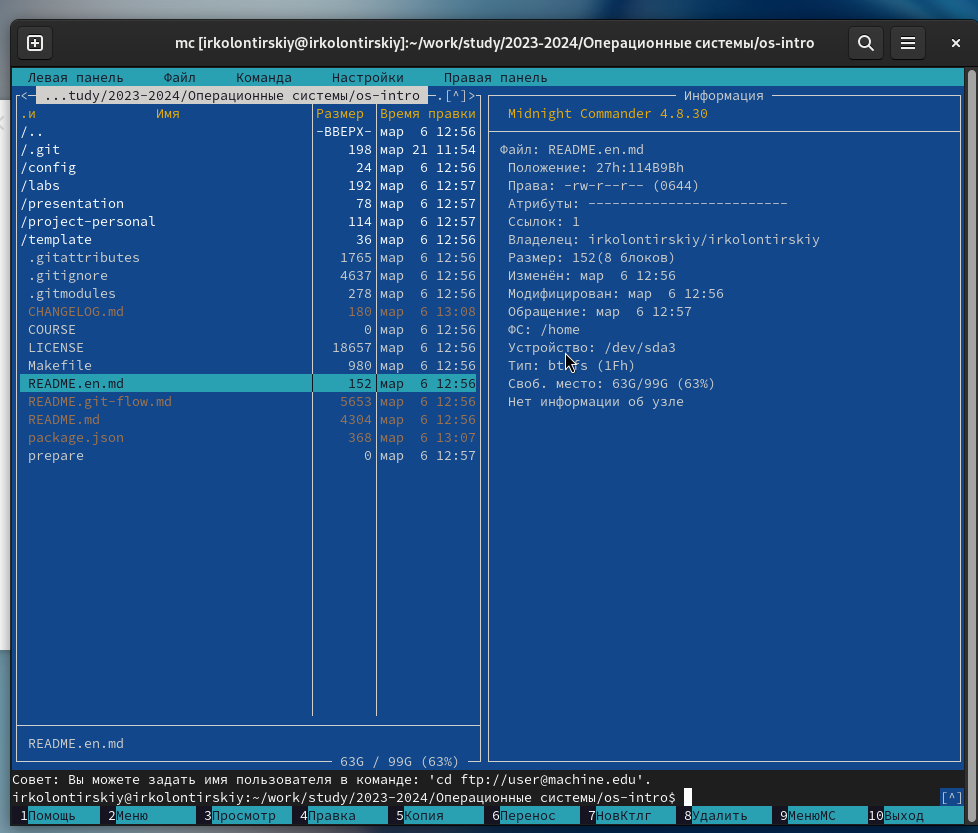 mc [irkolontirskiy@irkolontirskiy]:~/work/study/2023-2024/Операционные системы/os-intro
Левая панель Файл Команда Настройки Правая панель
<— ...tudy/2023-2024/Операционные системы/os-intro —.[^]>
.и Имя Размер Время правки
/.. -ВВЕРХ- мар 6 12:56
/.git 198 мар 21 11:54
/config 24 мар 6 12:56
/labs 192 мар 6 12:57
/presentation 78 мар 6 12:57
/project-personal 114 мар 6 12:57
/template 36 мар 6 12:56
.gitattributes 1765 мар 6 12:56
.gitignore 4637 мар 6 12:56
.gitmodules 278 мар 6 12:56
CHANGELOG.md 180 мар 6 13:08
COURSE 0 мар 6 12:56
LICENSE 18657 мар 6 12:56
Makefile 980 мар 6 12:56
README.en.md 152 мар 6 12:56
README.git-flow.md 5653 мар 6 12:56
README.md 4304 мар 6 12:56
package.json 368 мар 6 13:07
prepare 0 мар 6 12:57
README.en.md
63G / 99G (63%)
Информация
Midnight Commander 4.8.30
Файл: README.en.md
Положение: 27h:114B9Bh
Права: -rw-r--r-- (0644)
Атрибуты: -------------------------
Ссылок: 1
Владелец: irkolontirskiy/irkolontirskiy
Размер: 152(8 блоков)
Изменён: мар 6 12:56
Модифицирован: мар 6 12:56
Обращение: мар 6 12:57
ФС: /home
Устройство: /dev/sda3
Тип: btrfs (1Fh)
Своб. место: 63G/99G (63%)
Нет информации об узле
Совет: Вы можете задать имя пользователя в команде: 'cd ftp://user@machine.edu'.
irkolontirskiy@irkolontirskiy:~/work/study/2023-2024/Операционные системы/os-intro$ [^]
1Помощь 2Меню 3Просмотр 4Правка 5Копия 6Перенос 7НовКтлг 8Удалить 9МенюMC 10Выход